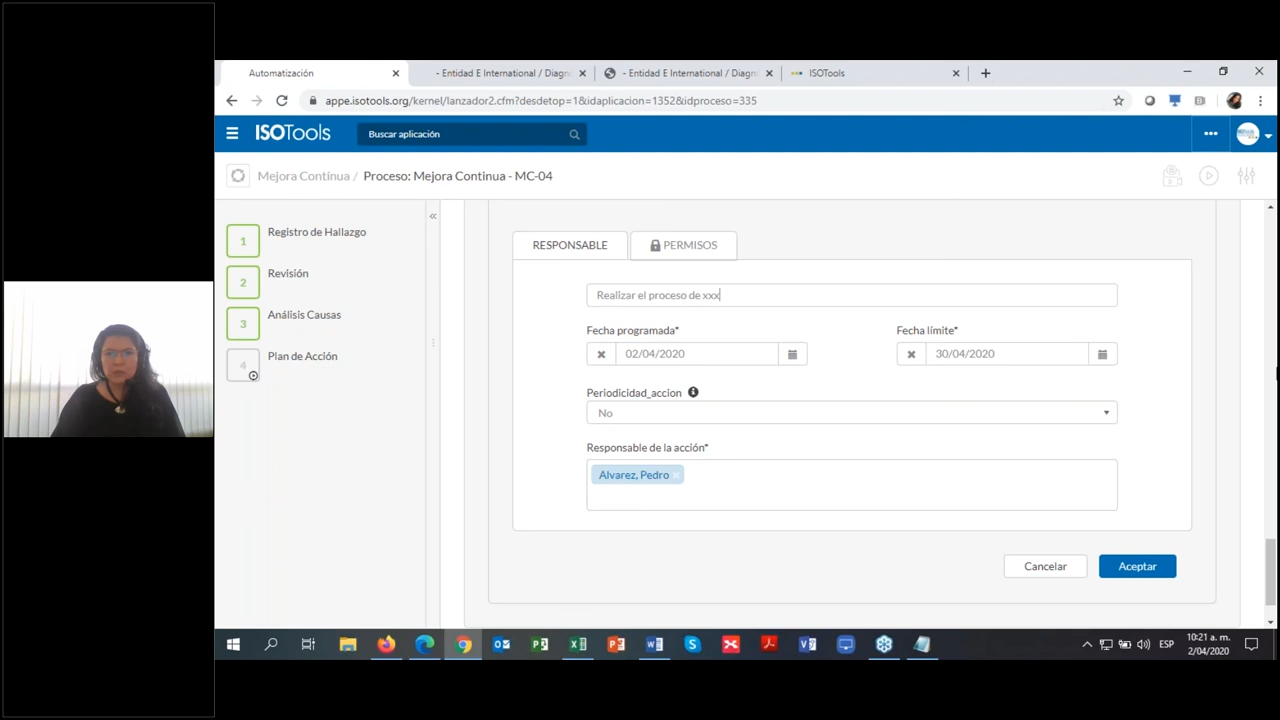 Automatización
- Entidad E International / Diagn
- Entidad E International / Diagn
ISOTools
appe.isotools.org/kernel/lanzador2.cfm?desdetop=1&idaplicacion=1352&idproceso=335
ISOTools
Buscar aplicación
Mejora Contínua / Proceso: Mejora Continua - MC-04
1 Registro de Hallazgo
2 Revisión
3 Análisis Causas
4 Plan de Acción
RESPONSABLE
PERMISOS
Realizar el proceso de xxx
Fecha programada*
Fecha límite*
02/04/2020
30/04/2020
Periodicidad_accion
No
Responsable de la acción*
Alvarez, Pedro
Cancelar
Aceptar
ESP
10:21 a. m.
2/04/2020